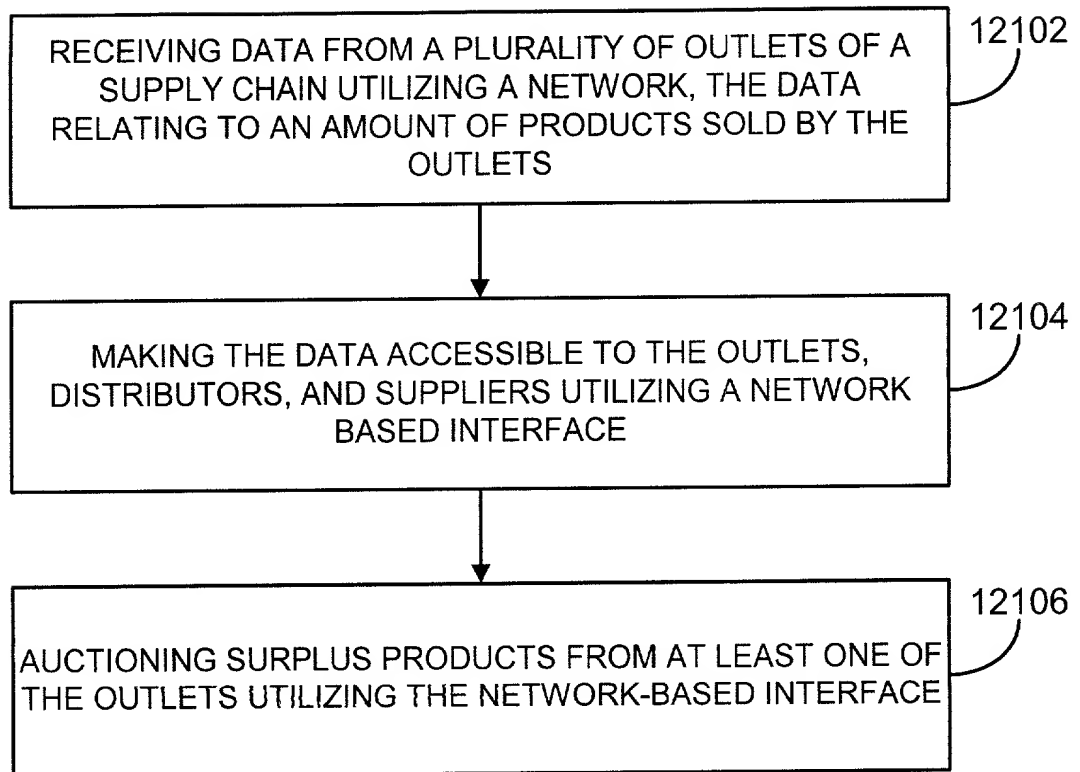 RECEIVING DATA FROM A PLURALITY OF OUTLETS OF A
SUPPLY CHAIN UTILIZING A NETWORK, THE DATA
RELATING TO AN AMOUNT OF PRODUCTS SOLD BY THE
OUTLETS
12102
MAKING THE DATA ACCESSIBLE TO THE OUTLETS,
DISTRIBUTORS, AND SUPPLIERS UTILIZING A NETWORK
BASED INTERFACE
12104
AUCTIONING SURPLUS PRODUCTS FROM AT LEAST ONE OF
THE OUTLETS UTILIZING THE NETWORK-BASED INTERFACE
12106